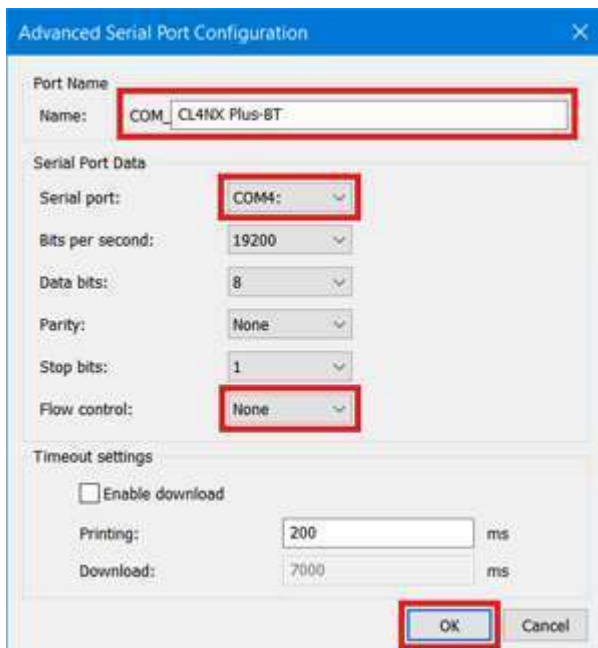 Advanced Serial Port Configuration
Port Name
Name: COM_ CL4NX Plus-BT
Serial Port Data
Serial port: COM4:
Bits per second: 19200
Data bits: 8
Parity: None
Stop bits: 1
Flow control: None
Timeout settings
Enable download
Printing: 200 ms
Download: 7000 ms
OK Cancel